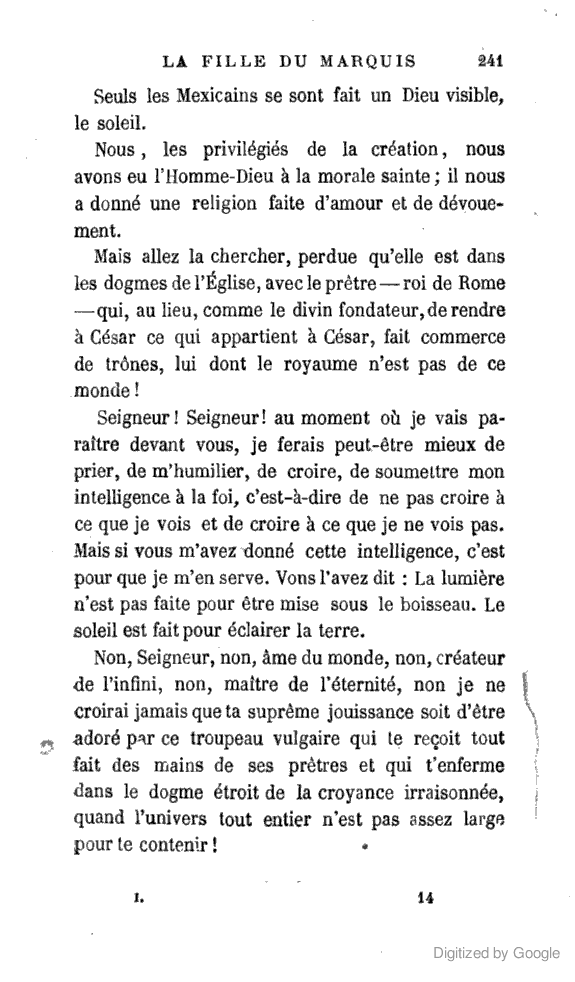 LA FILLE DU MARQUIS 241
Seuls les Mexicains se sont fait un Dieu visible,
le soleil.
Nous, les privilégiés de la création, nous
avons eu l'Homme-Dieu à la morale sainte; il nous
a donné une religion faite d'amour et de dévoue-
ment.
Mais allez la chercher, perdue qu'elle est dans
les dogmes de l'Église, avec le prêtre — roi de Rome
— qui, au lieu, comme le divin fondateur, de rendre
à César ce qui appartient à César, fait commerce
de trônes, lui dont le royaume n'est pas de ce
monde !
Seigneur ! Seigneur! au moment où je vais pa-
raître devant vous, je ferais peut-être mieux de
prier, de m'humilier, de croire, de soumettre mon
intelligence à la foi, c'est-à-dire de ne pas croire à
ce que je vois et de croire à ce que je ne vois pas.
Mais si vous m'avez donné cette intelligence, c'est
pour que je m'en serve. Vons l'avez dit : La lumière
n'est pas faite pour être mise sous le boisseau. Le
soleil est fait pour éclairer la terre.
Non, Seigneur, non, âme du monde, non, créateur
de l'infini, non, maître de l'éternité, non je ne
croirai jamais que ta suprême jouissance soit d'être
adoré par ce troupeau vulgaire qui te reçoit tout
fait des mains de ses prêtres et qui t'enferme
dans le dogme étroit de la croyance irraisonnée,
quand l'univers tout entier n'est pas assez large
pour te contenir !
I. 14
Digitized by Google